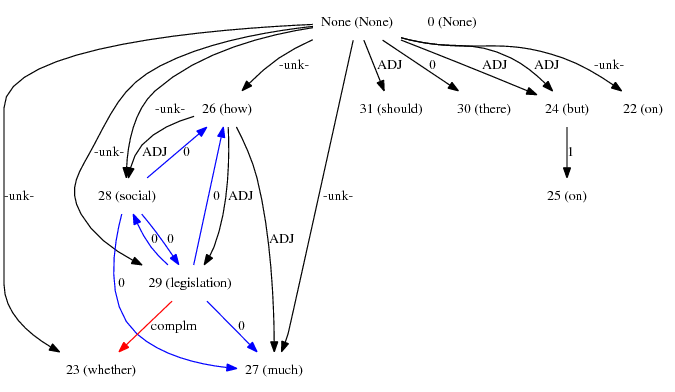 None (None) 0 (None)
-unk- ADJ 0 ADJ ADJ -unk-
-unk- 26 (how) 31 (should) 30 (there) 24 (but) 22 (on)
-unk- ADJ 0 1
-unk- 28 (social) 0 ADJ -unk- 25 (on)
0 0 ADJ
0 29 (legislation)
complm 0
23 (whether) 27 (much)